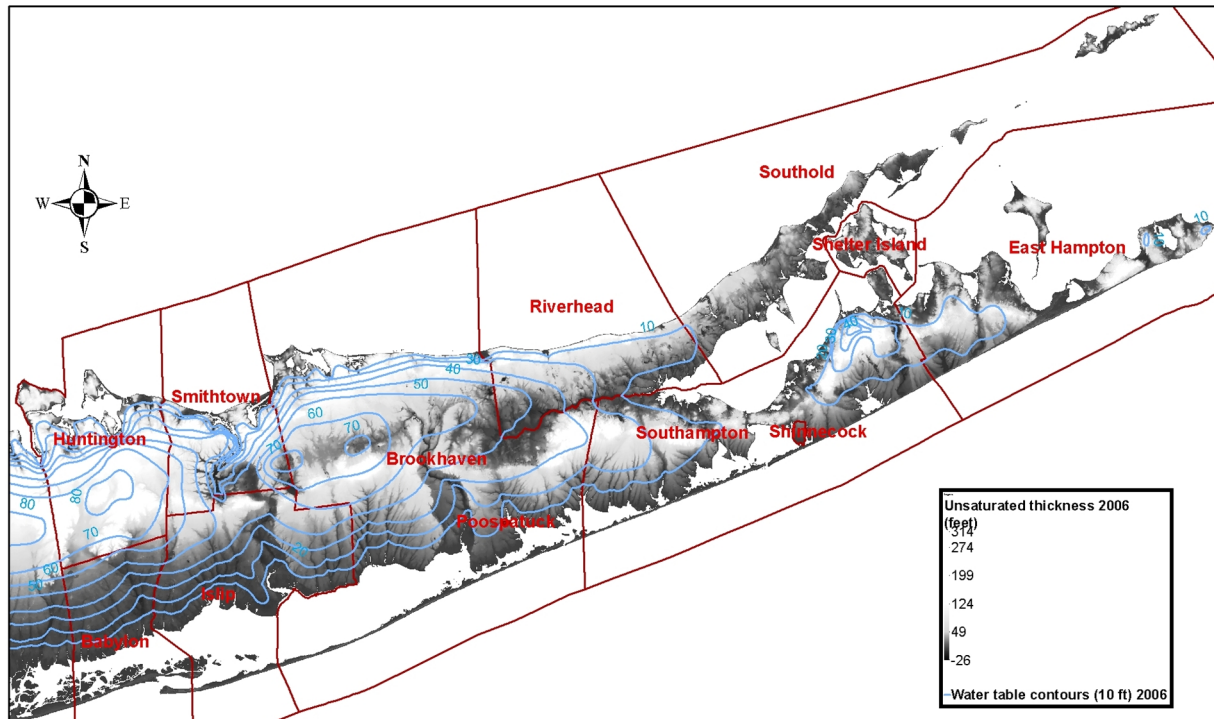 N
W E
S
Southold
Shelter Island
East Hampton
10
Riverhead
10
Smithtown
40
50
60
70
70
Huntington
80
80
70
60
50
Brookhaven
Southampton
Shinnecock
Poospatuck
Islip
Babylon
Unsaturated thickness 2006
(feet)
314
274
199
124
49
-26
Water table contours (10 ft) 2006